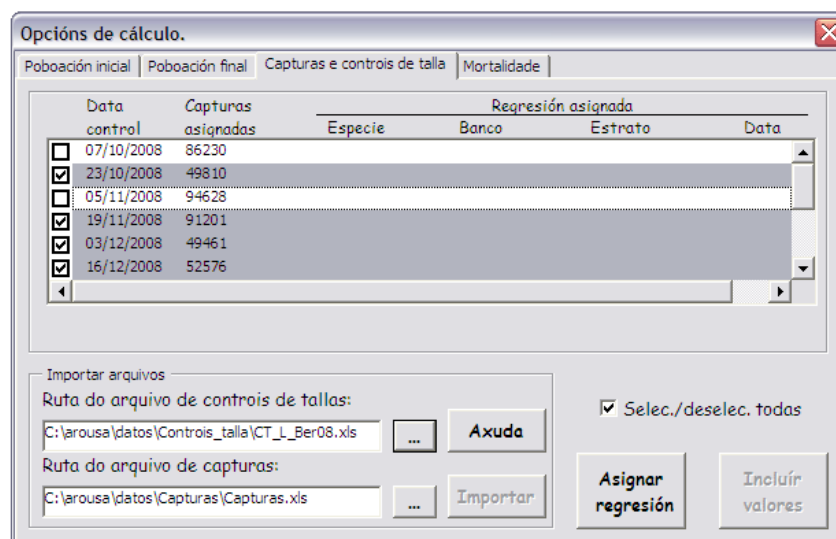 Opcións de cálculo.
Poboación inicial Poboación final Capturas e controis de talla Mortalidade
Data Capturas Regresión asignada
control asignadas Especie Banco Estrato Data
07/10/2008 86230
23/10/2008 49810
05/11/2008 94628
19/11/2008 91201
03/12/2008 49461
16/12/2008 52576
Importar arquivos
Ruta do arquivo de controis de tallas:
C:\arousa\datos\Controis_talla\CT_L_Ber08.xls ... Axuda
Ruta do arquivo de capturas:
C:\arousa\datos\Capturas\Capturas.xls ... Importar
Selec./deselec. todas
Asignar
regresión
Incluír
valores